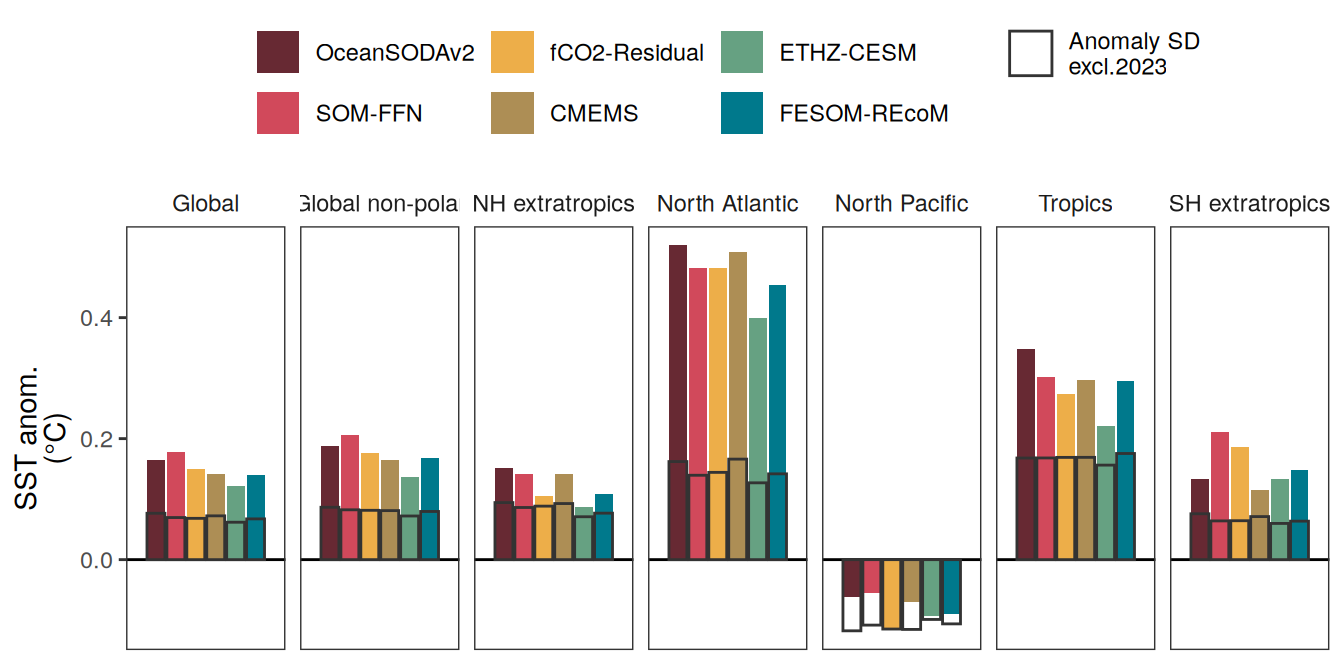 OceanSODAv2 fCO2-Residual ETHZ-CESM Anomaly SD
excl.2023
SOM-FFN CMEMS FESOM-REcoM
Global Global non-polar NH extratropics North Atlantic North Pacific Tropics SH extratropics
SST anom.
(°C)
0.4
0.2
0.0